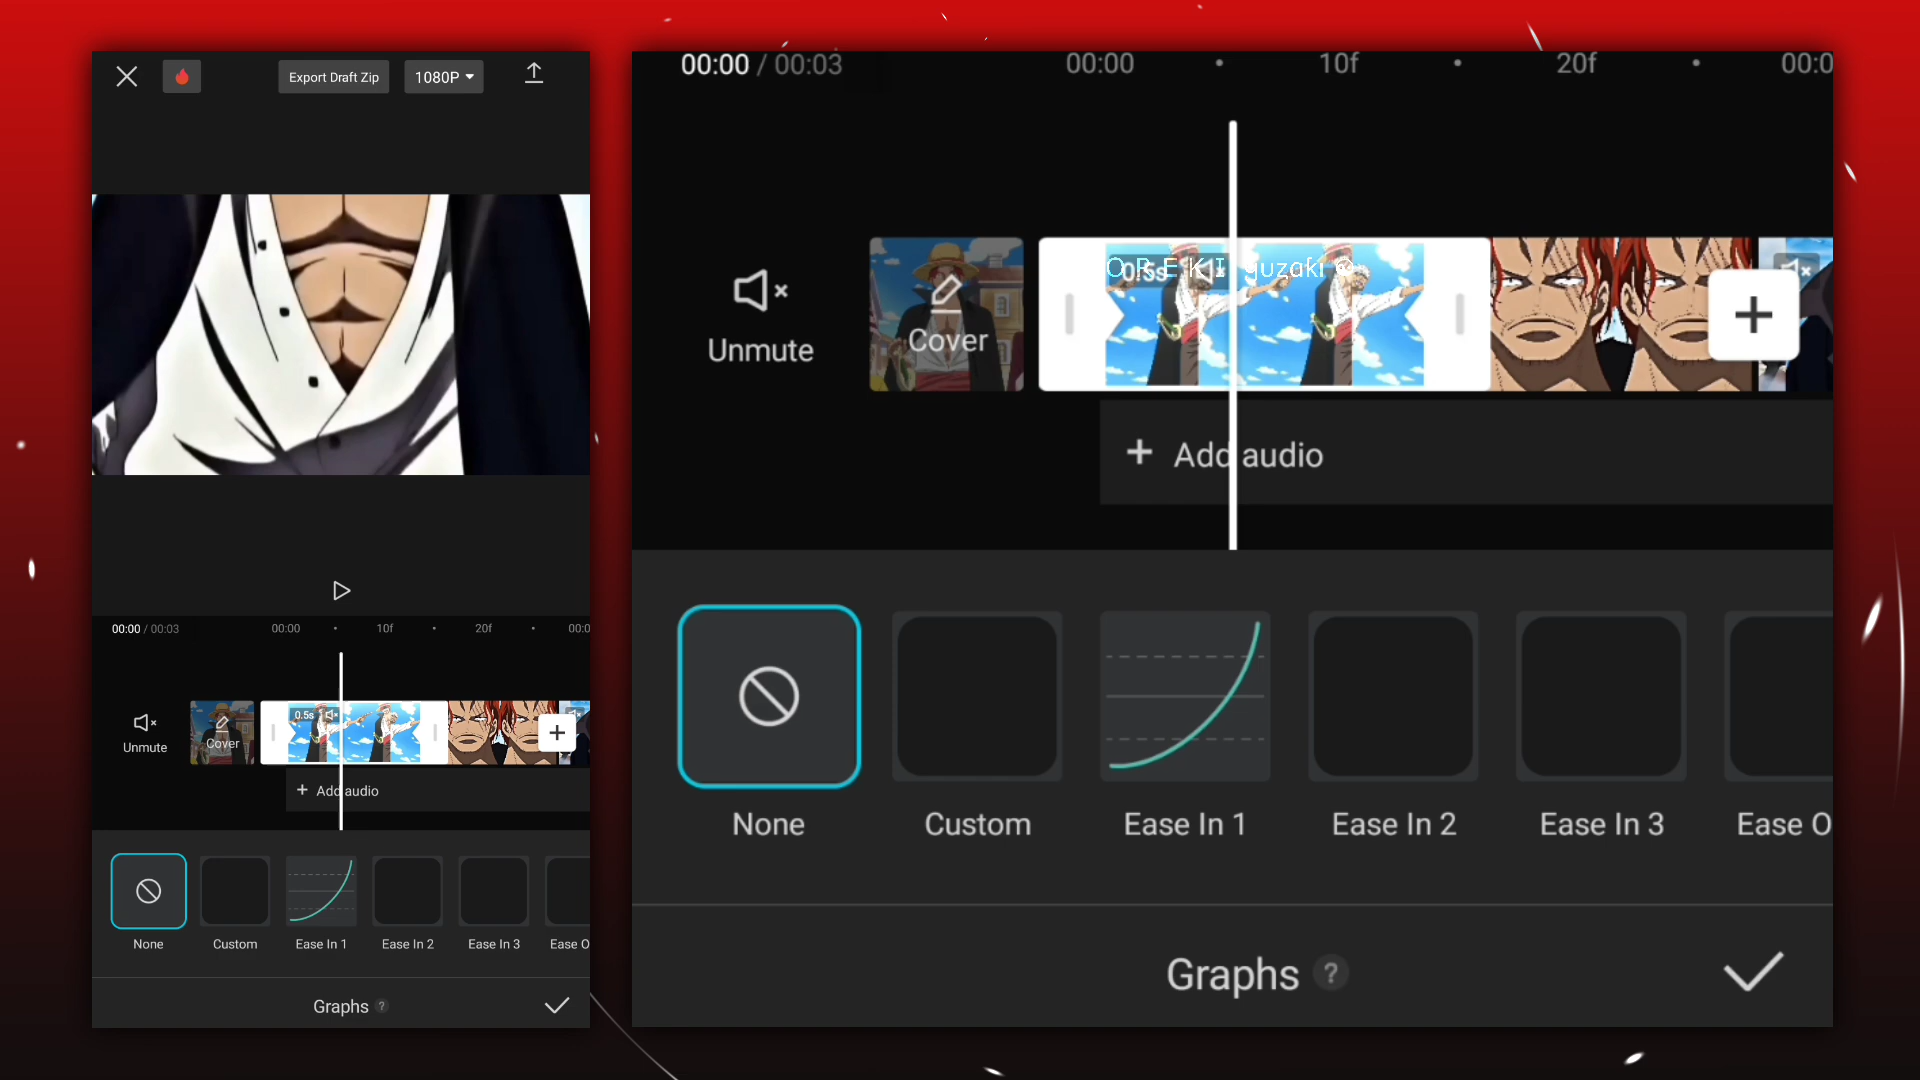 Export Draft Zip
1080P
00:00 / 00:03
00:00
10f
20f
00:0
Unmute
Cover
0.5s
+ Add audio
None
Custom
Ease In 1
Ease In 2
Ease In 3
Ease O
Graphs ?
00:00 / 00:03
00:00
10f
20f
00:0
Unmute
Cover
0.5s
O R E K I
+ Add audio
None
Custom
Ease In 1
Ease In 2
Ease In 3
Ease O
Graphs ?